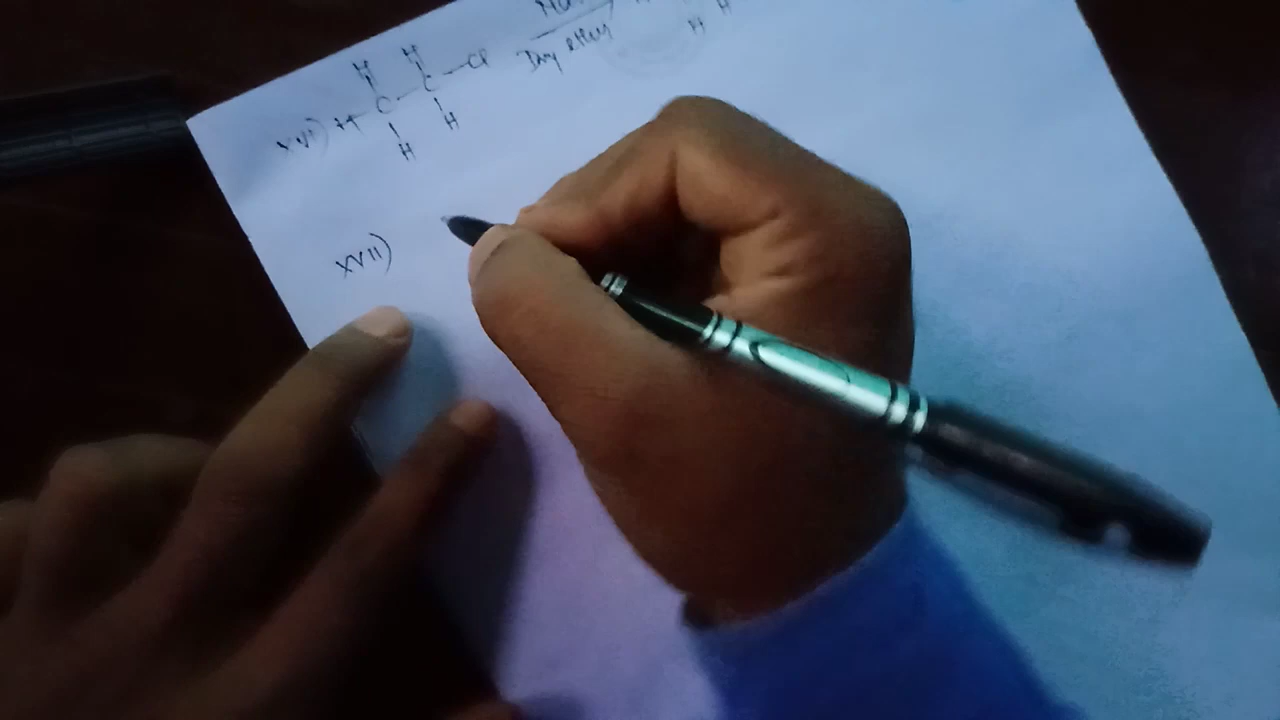 H H
XVI) H - C - C - Cl
Dry ether H H
H H
XVII)